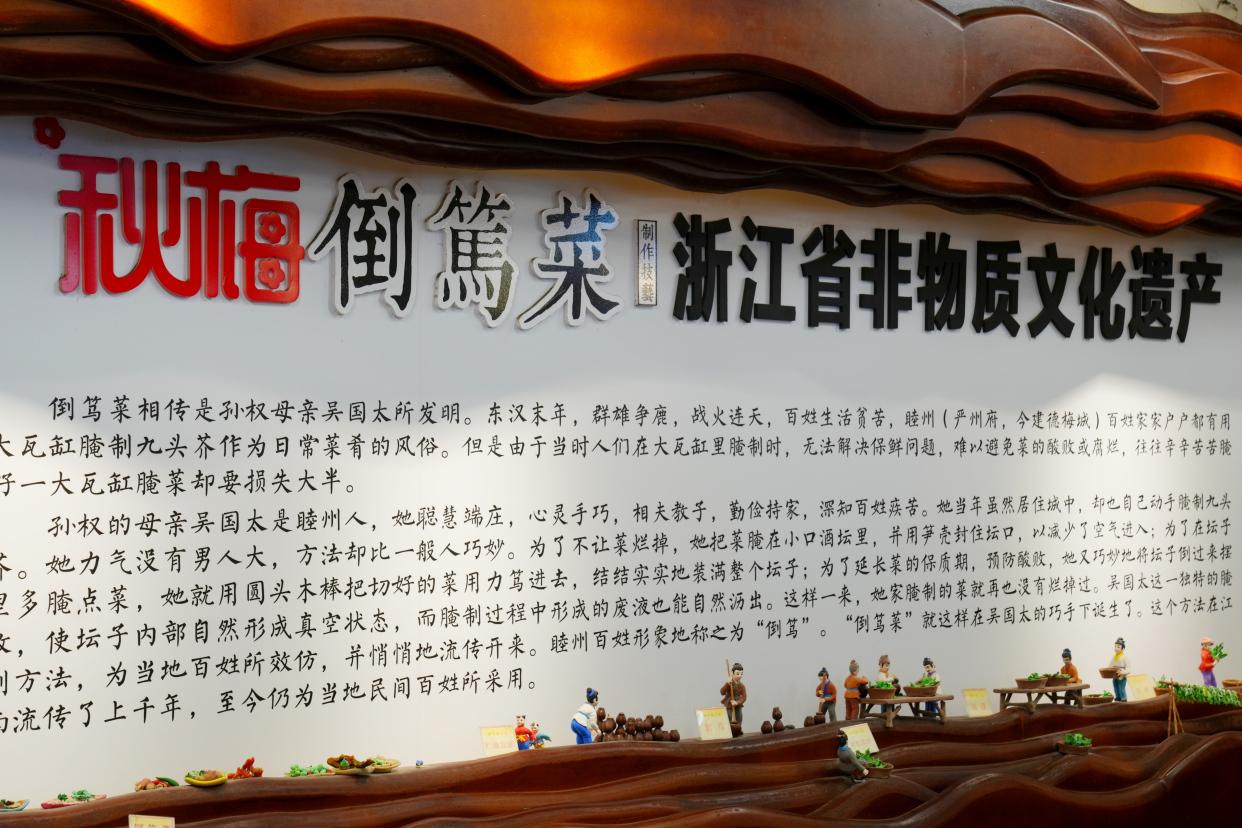 秋梅 倒篤菜 制作技藝 浙江省非物质文化遗产
倒笃菜相传是孙权母亲吴国太所发明。东汉末年，群雄争鹿，战火连天，百姓生活贫苦，睦州（严州府，今建德梅城）百姓家家户户都有用
大瓦缸腌制九头芥作为日常菜肴的风俗。但是由于当时人们在大瓦缸里腌制时，无法解决保鲜问题，难以避免菜的酸败或腐烂，往往辛辛苦苦腌
好一大瓦缸腌菜却要损失大半。
孙权的母亲吴国太是睦州人，她聪慧端庄，心灵手巧，相夫教子，勤俭持家，深知百姓疾苦。她当年虽然居住城中，却也自己动手腌制九头
芥。她力气没有男人大，方法却比一般人巧妙。为了不让菜烂掉，她把菜腌在小口酒坛里，并用笋壳封住坛口，以减少了空气进入；为了在坛子
里多腌点菜，她就用圆头木棒把切好的菜用力笃进去，结结实实地装满整个坛子；为了延长菜的保质期，预防酸败，她又巧妙地将坛子倒过来摆
放，使坛子内部自然形成真空状态，而腌制过程中形成的废液也能自然沥出。这样一来，她家腌制的菜就再也没有烂掉过。吴国太这一独特的腌
制方法，为当地百姓所效仿，并悄悄地流传开来。睦州百姓形象地称之为“倒笃”。“倒笃菜”就这样在吴国太的巧手下诞生了。这个方法在江
南流传了上千年，至今仍为当地民间百姓所采用。